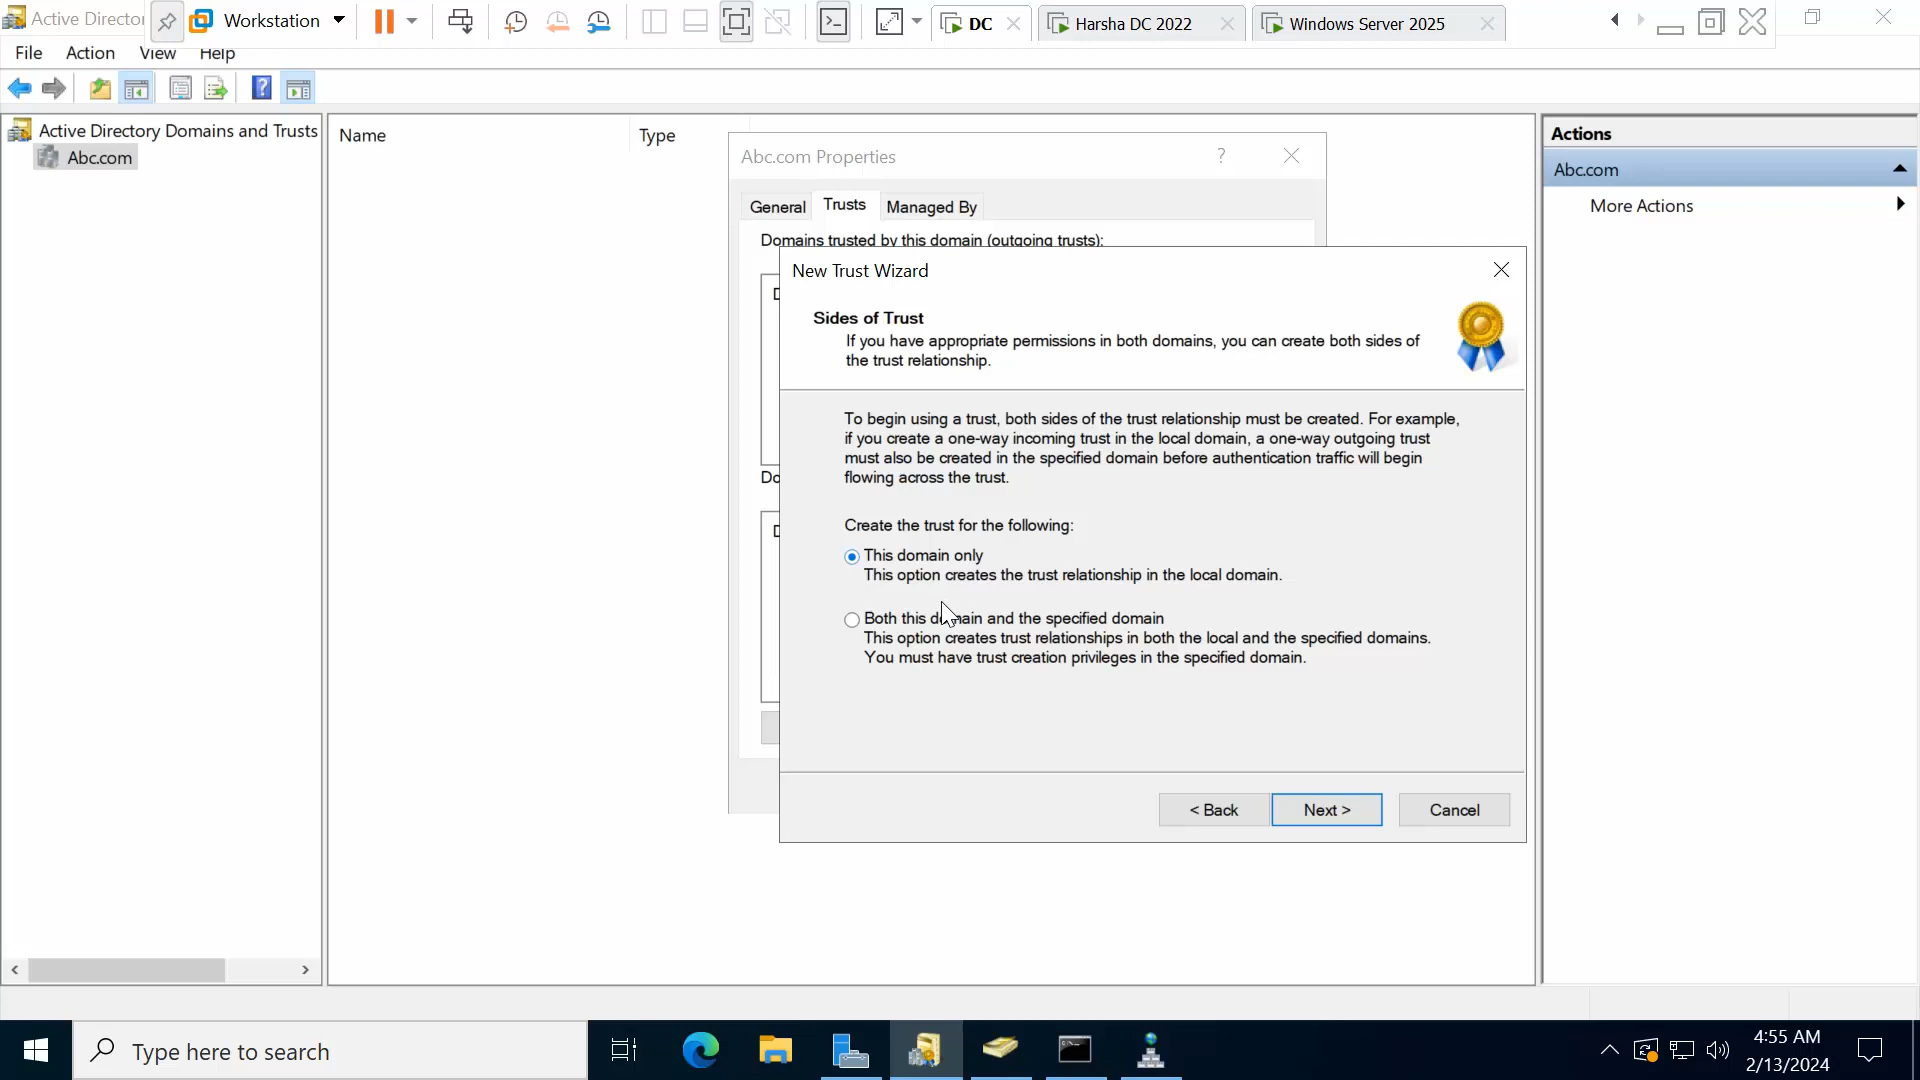 Active Director
Workstation
DC
Harsha DC 2022
Windows Server 2025
File
Action
View
Help
Active Directory Domains and Trusts
Abc.com
Name
Type
Actions
Abc.com
More Actions
Abc.com Properties
?
General
Trusts
Managed By
Domains trusted by this domain (outgoing trusts):
Do
New Trust Wizard
Sides of Trust
If you have appropriate permissions in both domains, you can create both sides of
the trust relationship.
To begin using a trust, both sides of the trust relationship must be created. For example,
if you create a one-way incoming trust in the local domain, a one-way outgoing trust
must also be created in the specified domain before authentication traffic will begin
flowing across the trust.
Create the trust for the following:
This domain only
This option creates the trust relationship in the local domain.
Both this domain and the specified domain
This option creates trust relationships in both the local and the specified domains.
You must have trust creation privileges in the specified domain.
< Back
Next >
Cancel
Type here to search
4:55 AM
2/13/2024